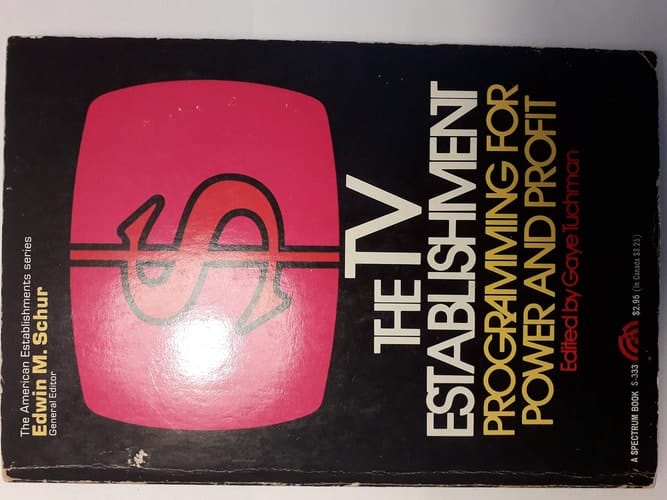 The American Establishments series
Edwin M. Schur
General Editor
THE TV
ESTABLISHMENT
PROGRAMMING FOR
POWER AND PROFIT
Edited by Gaye Tuchman
A SPECTRUM BOOK S-333 $2.95 (In Canada $3.25)